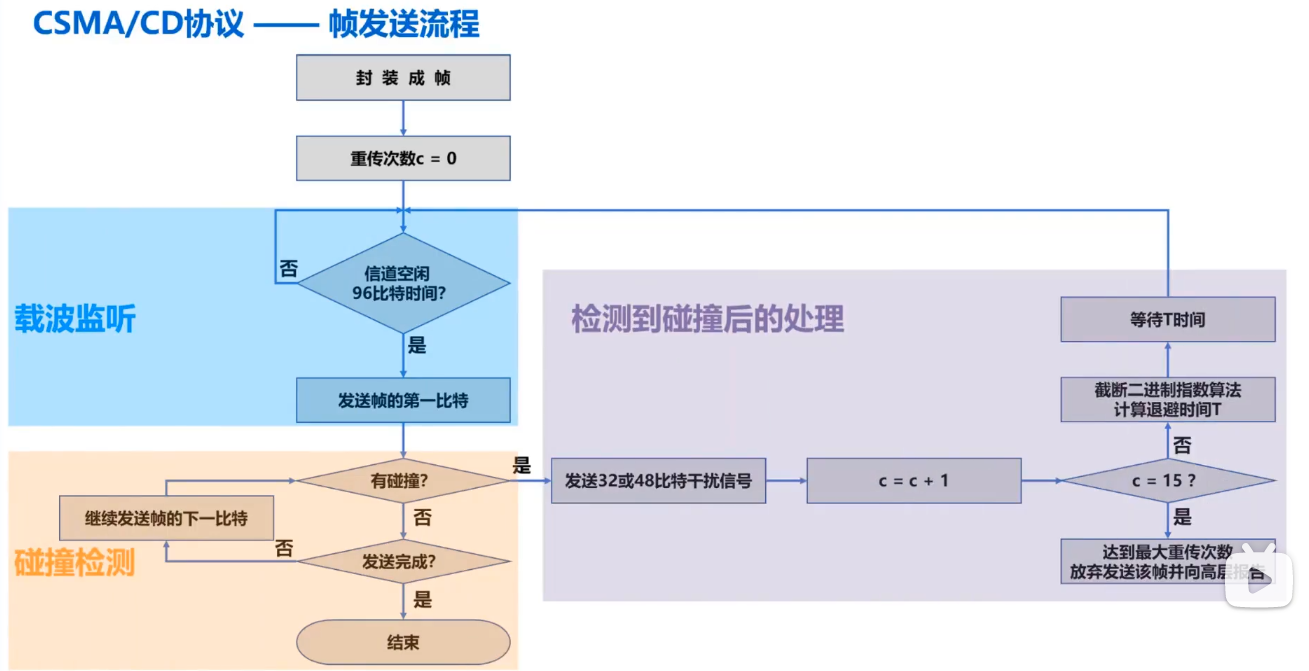 CSMA/CD协议 —— 帧发送流程
封 装 成 帧
重传次数c = 0
信道空闲
96比特时间?
否
是
载波监听
发送帧的第一比特
有碰撞?
是
否
继续发送帧的下一比特
发送完成?
否
是
碰撞检测
结束
检测到碰撞后的处理
发送32或48比特干扰信号
c = c + 1
c = 15 ?
否
截断二进制指数算法
计算退避时间T
等待T时间
是
达到最大重传次数
放弃发送该帧并向高层报告